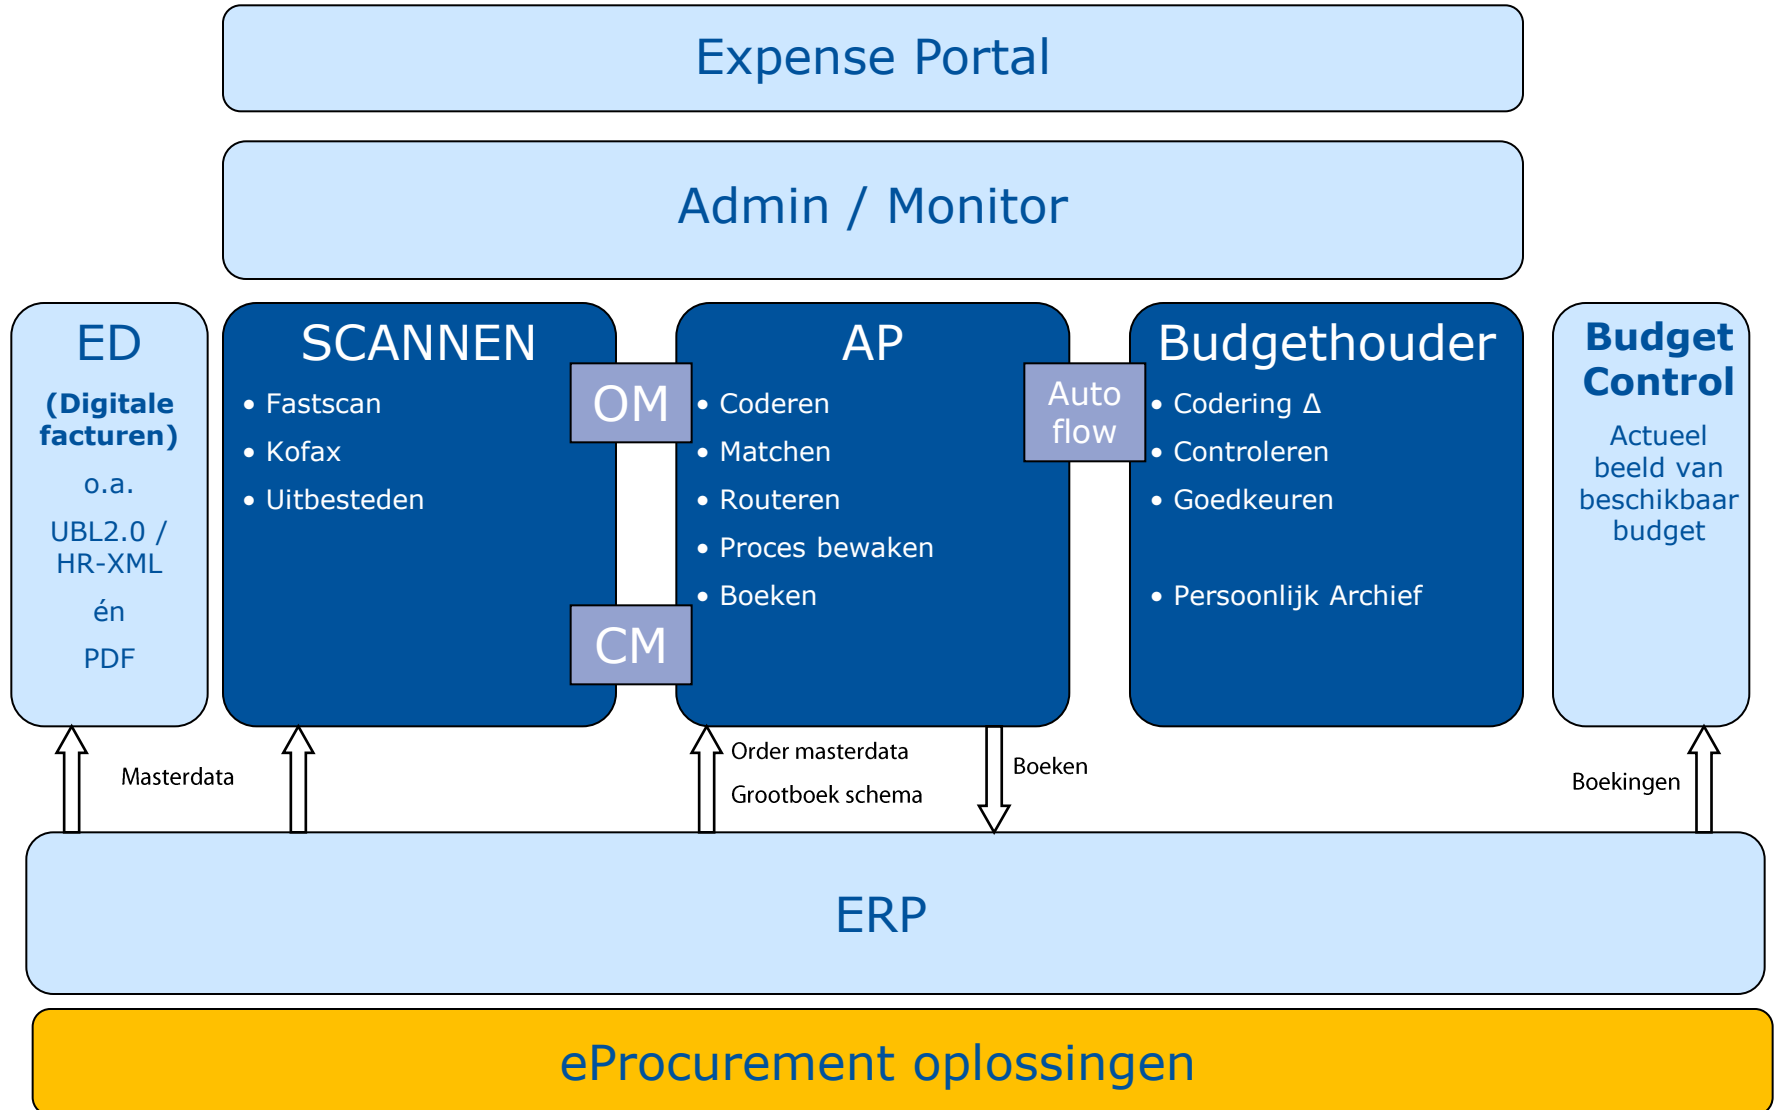 Expense Portal
Admin / Monitor
ED
(Digitale
facturen)
o.a.
UBL2.0 /
HR-XML
én
PDF
SCANNEN
• Fastscan
• Kofax
• Uitbesteden
OM
CM
AP
• Coderen
• Matchen
• Routeren
• Proces bewaken
• Boeken
Auto
flow
Budgethouder
• Codering Δ
• Controleren
• Goedkeuren
• Persoonlijk Archief
Budget
Control
Actueel
beeld van
beschikbaar
budget
Masterdata
Order masterdata
Grootboek schema
Boeken
Boekingen
ERP
eProcurement oplossingen